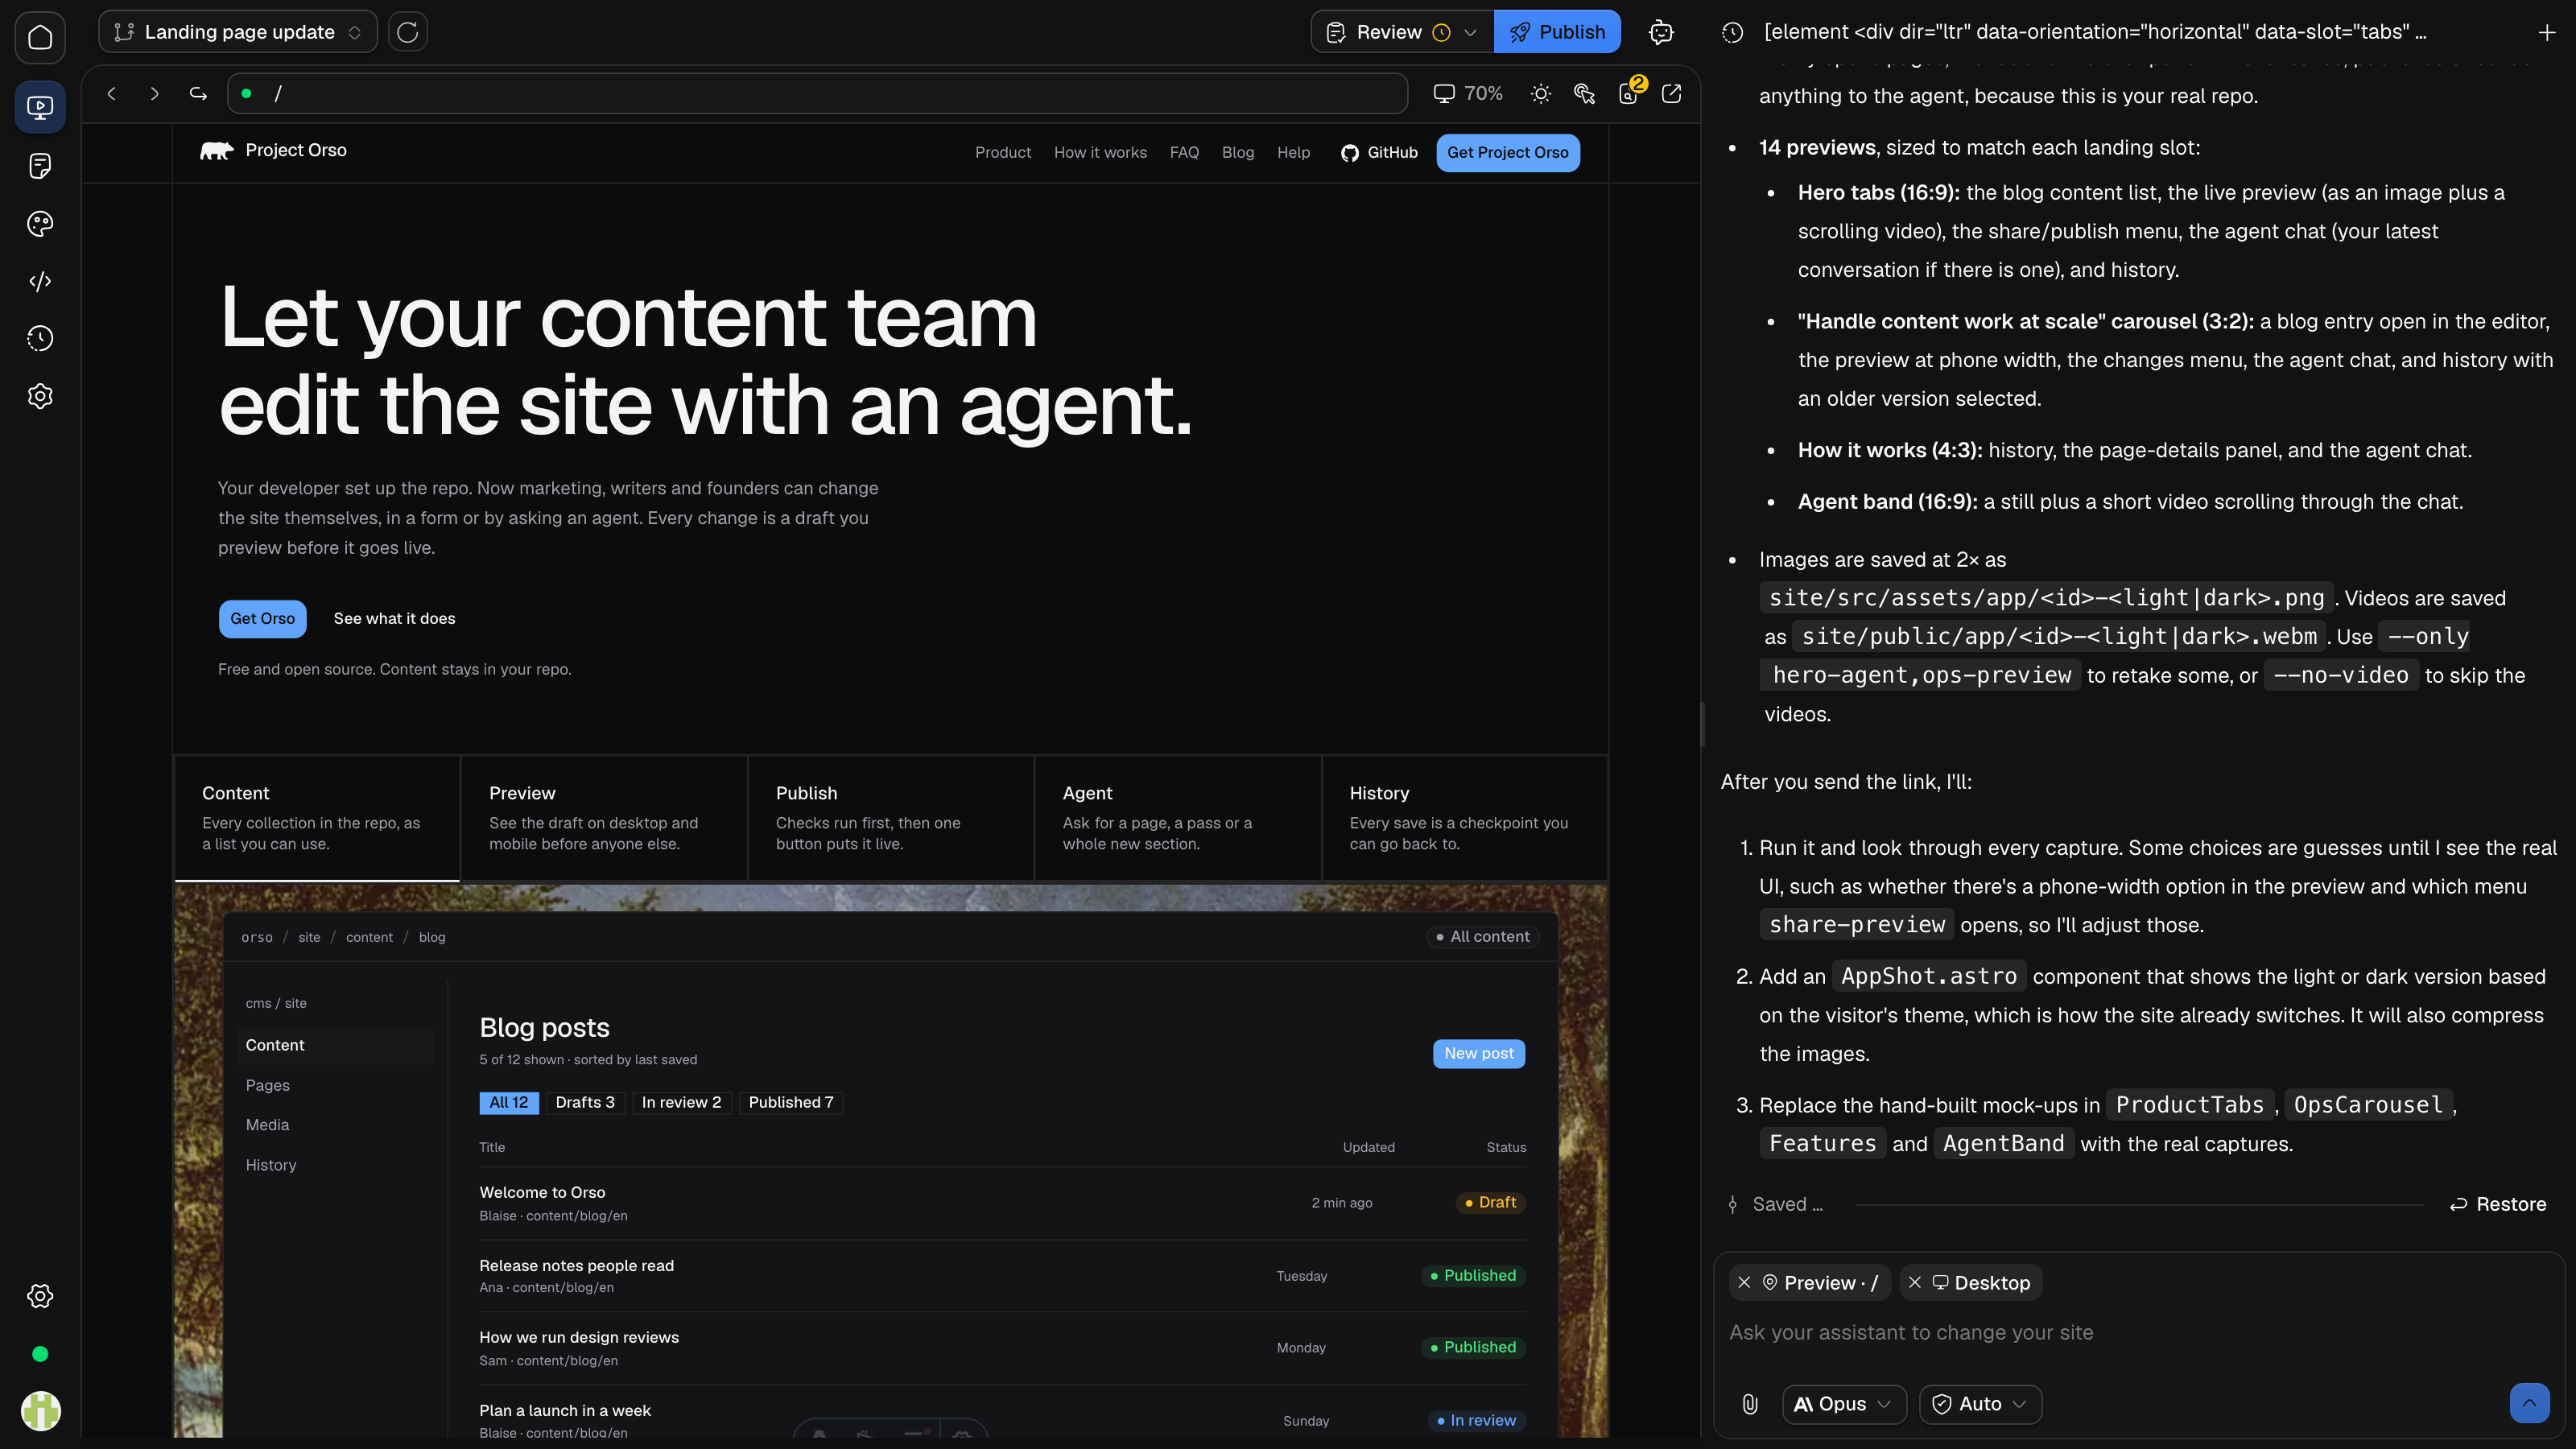 Landing page update
Review
Publish
[element <div dir="ltr" data-orientation="horizontal" data-slot="tabs" ...
/
70%
2
Project Orso
Product
How it works
FAQ
Blog
Help
GitHub
Get Project Orso
Let your content team
edit the site with an agent.
Your developer set up the repo. Now marketing, writers and founders can change
the site themselves, in a form or by asking an agent. Every change is a draft you
preview before it goes live.
Get Orso
See what it does
Free and open source. Content stays in your repo.
Content
Every collection in the repo, as
a list you can use.
Preview
See the draft on desktop and
mobile before anyone else.
Publish
Checks run first, then one
button puts it live.
Agent
Ask for a page, a pass or a
whole new section.
History
Every save is a checkpoint you
can go back to.
orso / site / content / blog
All content
cms / site
Content
Pages
Media
History
Blog posts
5 of 12 shown · sorted by last saved
New post
All 12
Drafts 3
In review 2
Published 7
Title
Updated
Status
Welcome to Orso
Blaise · content/blog/en
2 min ago
Draft
Release notes people read
Ana · content/blog/en
Tuesday
Published
How we run design reviews
Sam · content/blog/en
Monday
Published
Plan a launch in a week
Blaise · content/blog/en
Sunday
In review
anything to the agent, because this is your real repo.
• 14 previews, sized to match each landing slot:
• Hero tabs (16:9): the blog content list, the live preview (as an image plus a
scrolling video), the share/publish menu, the agent chat (your latest
conversation if there is one), and history.
• "Handle content work at scale" carousel (3:2): a blog entry open in the editor,
the preview at phone width, the changes menu, the agent chat, and history with
an older version selected.
• How it works (4:3): history, the page-details panel, and the agent chat.
• Agent band (16:9): a still plus a short video scrolling through the chat.
• Images are saved at 2× as
site/src/assets/app/<id>-<light|dark>.png. Videos are saved
as site/public/app/<id>-<light|dark>.webm. Use --only
hero-agent,ops-preview to retake some, or --no-video to skip the
videos.
After you send the link, I'll:
1. Run it and look through every capture. Some choices are guesses until I see the real
UI, such as whether there's a phone-width option in the preview and which menu
share-preview opens, so I'll adjust those.
2. Add an AppShot.astro component that shows the light or dark version based
on the visitor's theme, which is how the site already switches. It will also compress
the images.
3. Replace the hand-built mock-ups in ProductTabs, OpsCarousel,
Features and AgentBand with the real captures.
Saved ...
Restore
Preview · /
Desktop
Ask your assistant to change your site
Opus
Auto